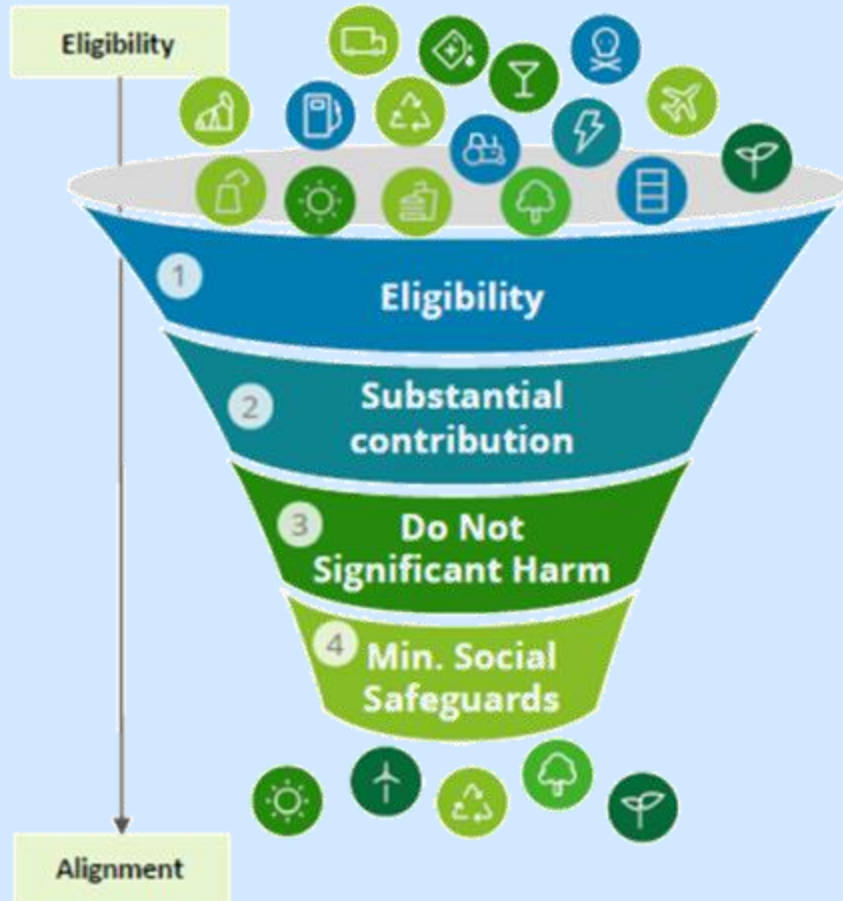 Eligibility
1
Eligibility
2
Substantial
contribution
3
Do Not
Significant Harm
4
Min. Social
Safeguards
Alignment